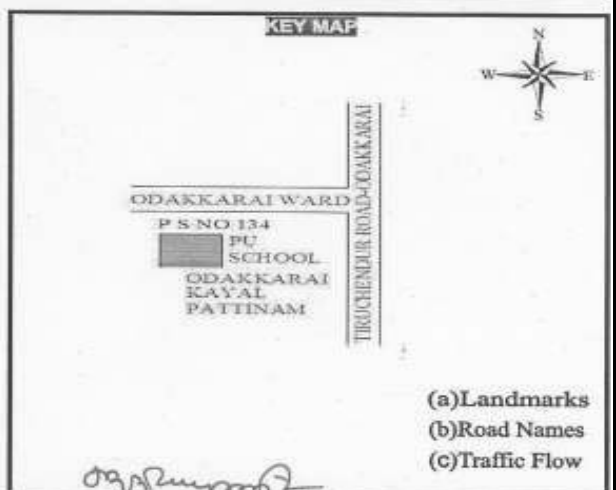 KEY MAP
N
W E
S
ODAKKARAI WARD
TIRUCHENDUR ROAD-ODAKKARAI
P S NO 134
PU
SCHOOL
ODAKKARAI
KAYAL
PATTINAM
(a)Landmarks
(b)Road Names
(c)Traffic Flow